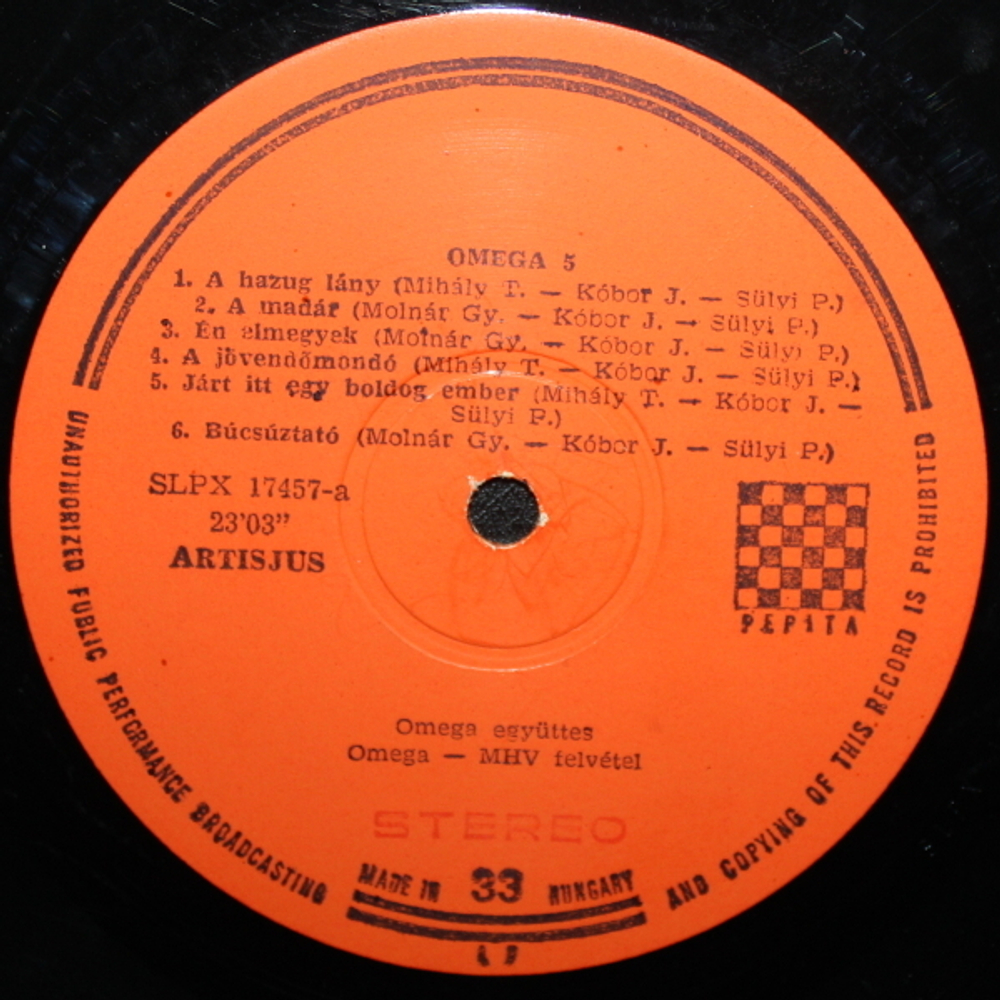 OMEGA 5
1. A hazug lány (Mihály T. — Kóbor J. — Sülyi P.)
2. A madár (Molnár Gy. — Kóbor J. — Sülyi P.)
3. Én elmegyek (Molnár Gy. — Kóbor J. — Sülyi P.)
4. A jövendőmondó (Mihály T. — Kóbor J. — Sülyi P.)
5. Járt itt egy boldog ember (Mihály T. — Kóbor J. —
Sülyi P.)
6. Búcsúztató (Molnár Gy. — Kóbor J. — Sülyi P.)
SLPX 17457-a
23'03”
ARTISJUS
PEPITA
Omega együttes
Omega — MHV felvétel
STEREO
MADE IN 33 HUNGARY
UNAUTHORIZED PUBLIC PERFORMANCE BROADCASTING AND COPYING OF THIS RECORD IS PROHIBITED